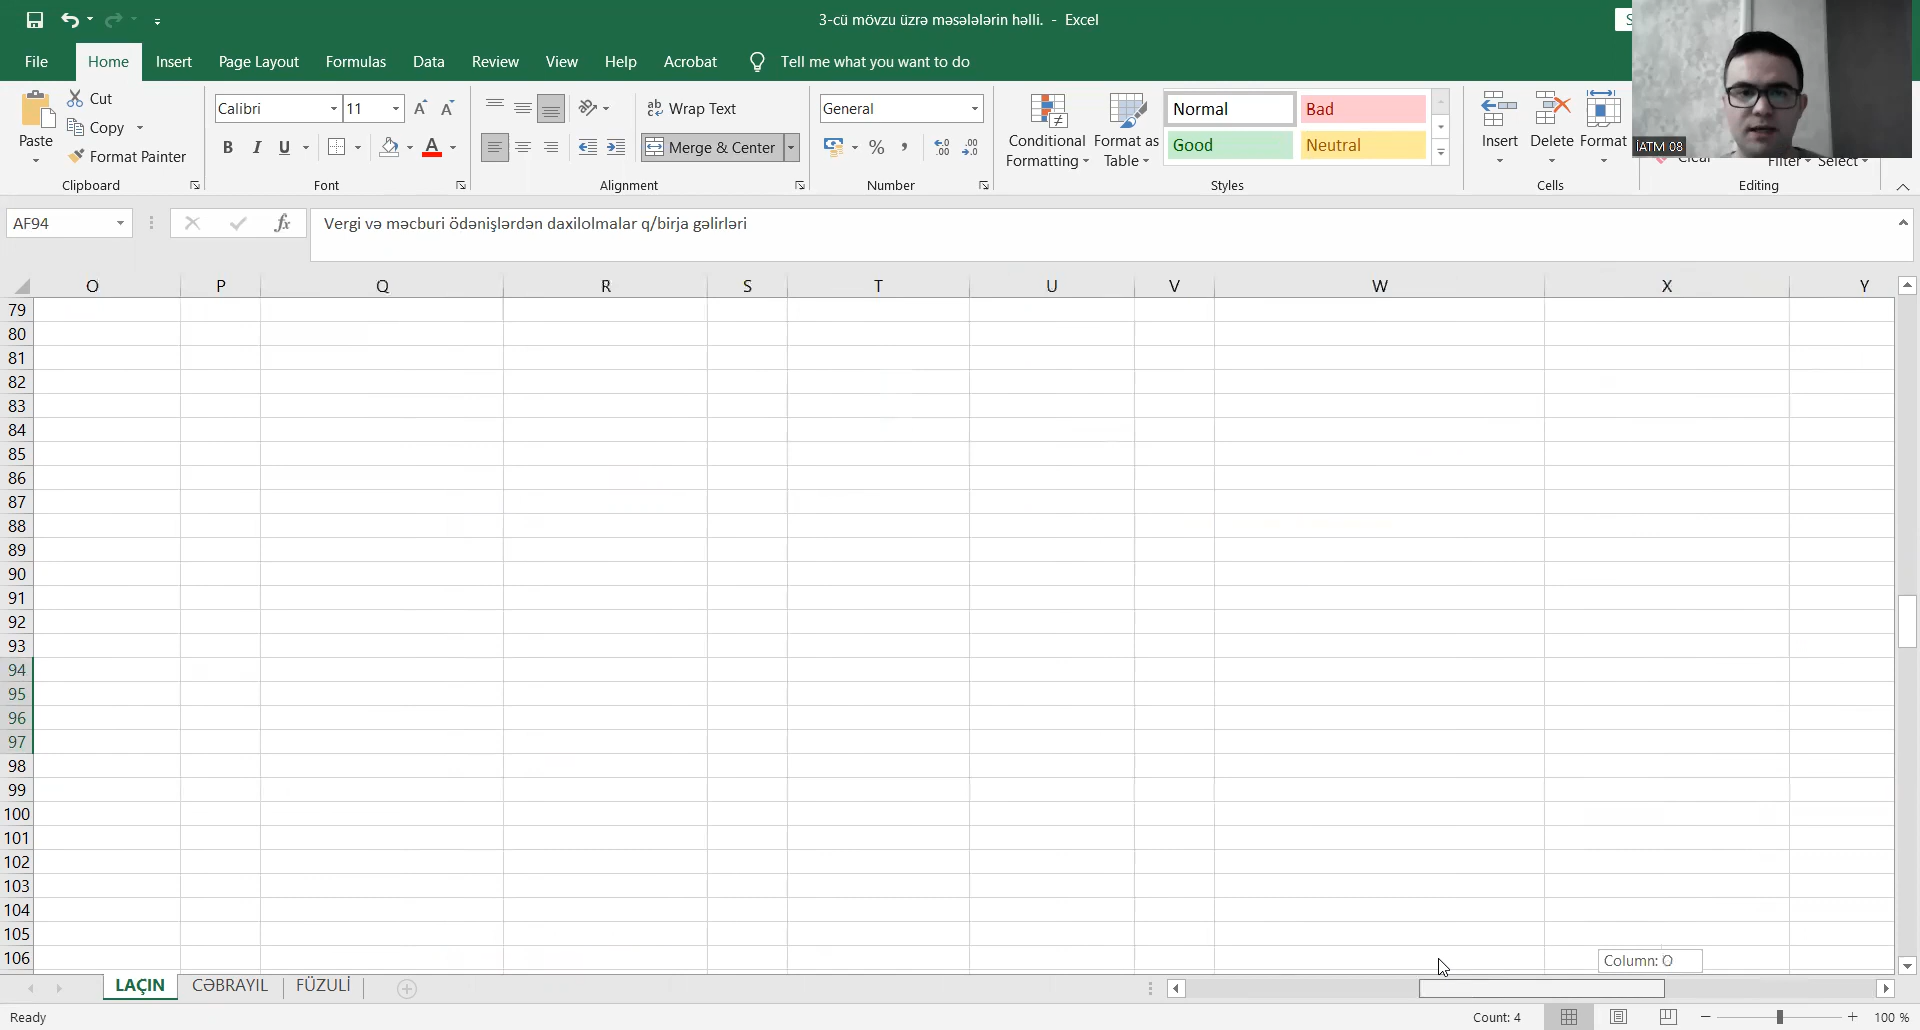 3-cü mövzu üzrə məsələlərin həlli. - Excel
File Home Insert Page Layout Formulas Data Review View Help Acrobat Tell me what you want to do
Paste
Cut
Copy
Format Painter
Clipboard
Calibri 11
B I U
Font
Wrap Text
Merge & Center
Alignment
General
% ,
Number
Conditional Formatting
Format as Table
Normal Bad
Good Neutral
Styles
Insert Delete Format
Cells
Clear
Filter Select
Editing
İATM 08
AF94
fx
Vergi və məcburi ödənişlərdən daxilolmalar q/birja gəlirləri
O P Q R S T U V W X Y
79
80
81
82
83
84
85
86
87
88
89
90
91
92
93
94
95
96
97
98
99
100
101
102
103
104
105
106
Column: O
LAÇIN CƏBRAYIL FÜZULİ
Ready
Count: 4
100 %